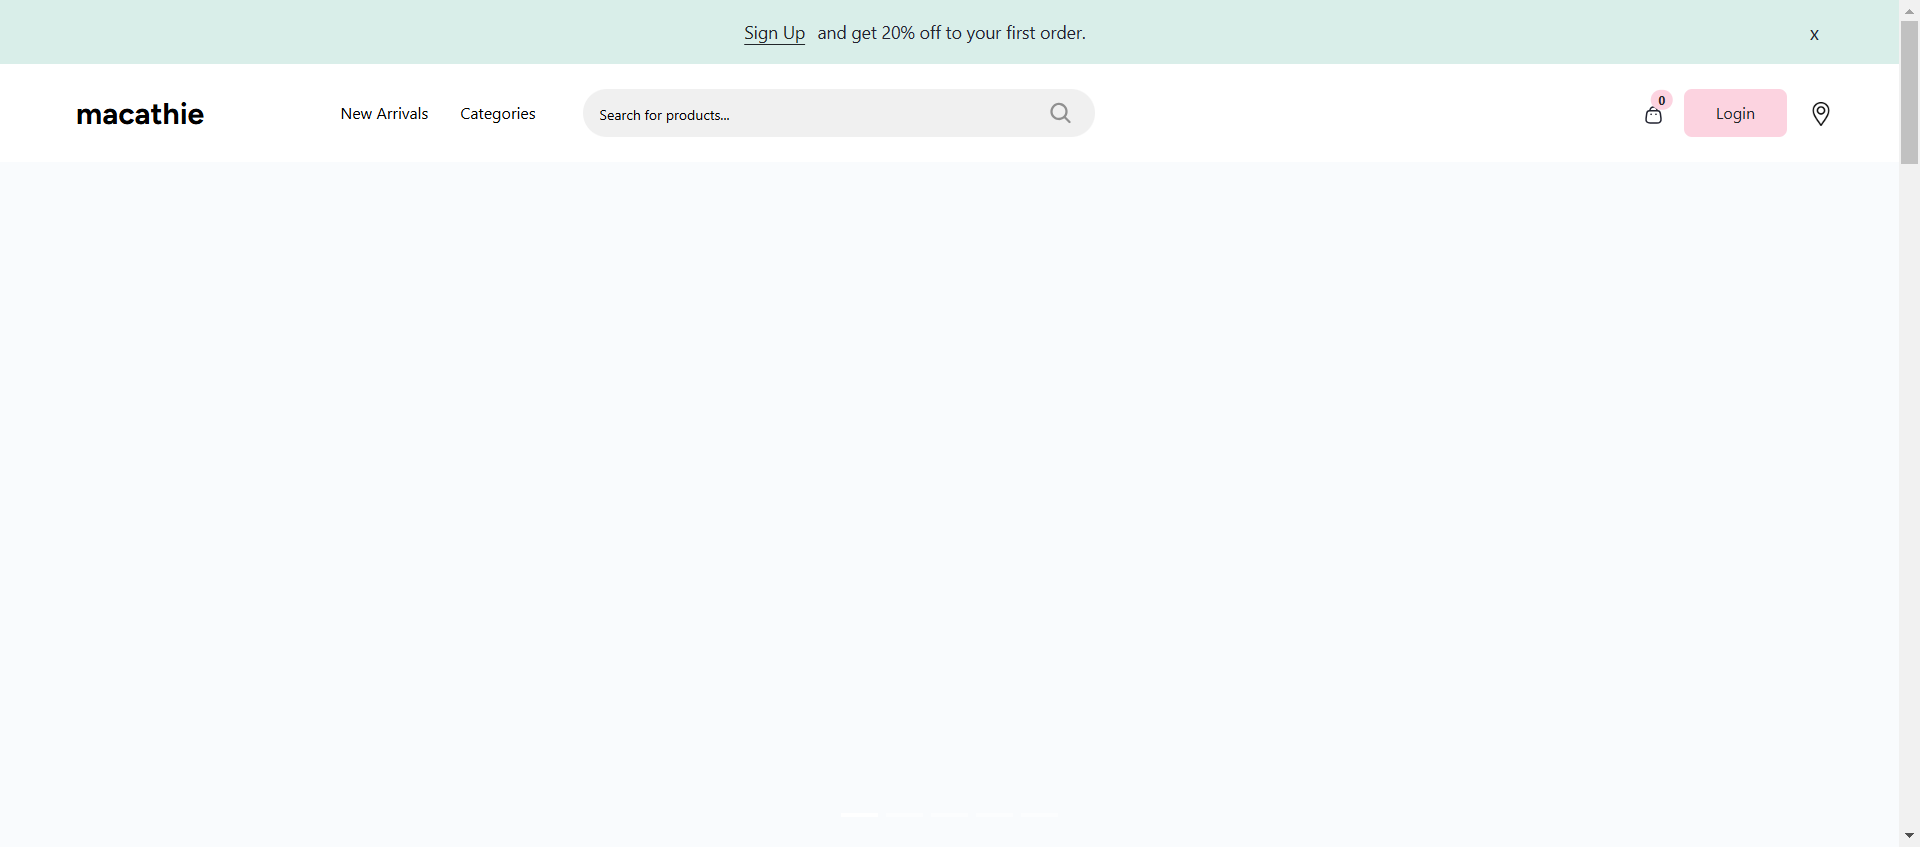 Sign Up and get 20% off to your first order.
x
macathie
New Arrivals
Categories
Search for products...
0
Login